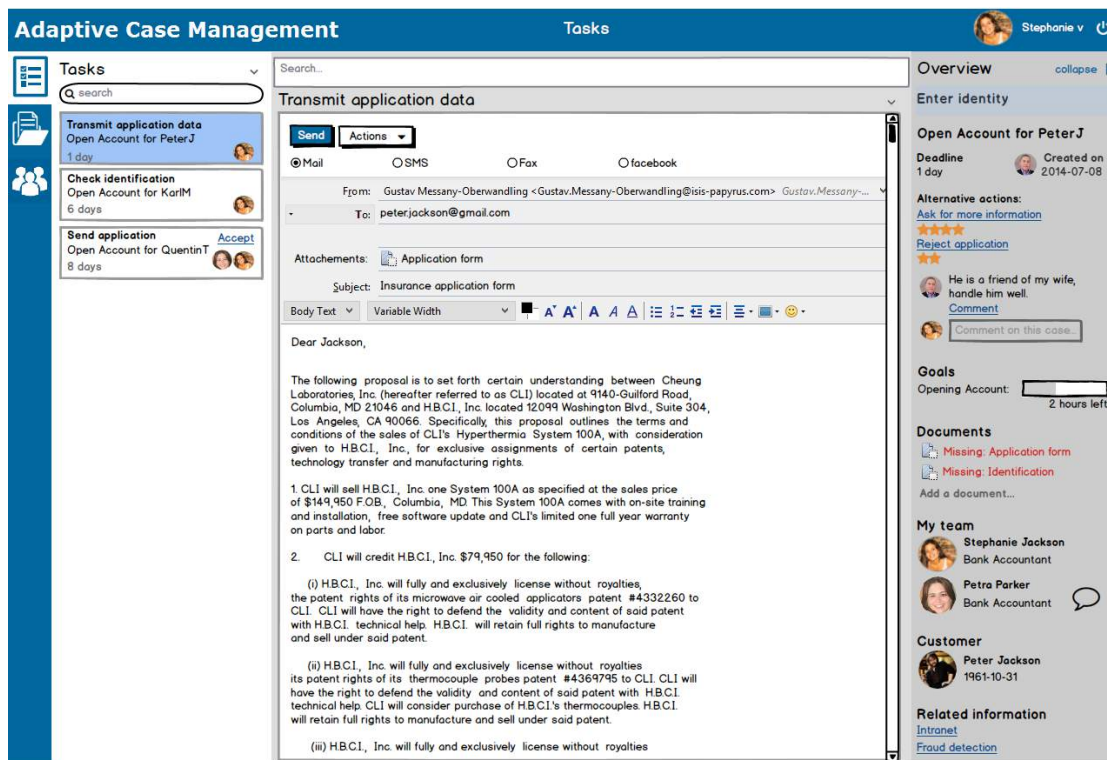 Adaptive Case Management
Tasks
Stephanie v
Tasks
search
Transmit application data
Open Account for PeterJ
1 day
Check identification
Open Account for KarlM
6 days
Send application
Accept
Open Account for QuentinT
8 days
Search...
Transmit application data
Send
Actions
Mail
SMS
Fax
facebook
From: Gustav Messany-Oberwandling <Gustav.Messany-Oberwandling@isis-papyrus.com> Gustav.Messany-...
To: peter.jackson@gmail.com
Attachements: Application form
Subject: Insurance application form
Body Text
Variable Width
Dear Jackson,
The following proposal is to set forth certain understanding between Cheung
Laboratories, Inc. (hereafter referred to as CLI) located at 9140-Guilford Road,
Columbia, MD 21046 and H.B.C.I., Inc. located 12099 Washington Blvd., Suite 304,
Los Angeles, CA 90066. Specifically, this proposal outlines the terms and
conditions of the sales of CLI's Hyperthermia System 100A, with consideration
given to H.B.C.I., Inc., for exclusive assignments of certain patents,
technology transfer and manufacturing rights.
1. CLI will sell H.B.C.I., Inc. one System 100A as specified at the sales price
of $149,950 F.O.B., Columbia, MD. This System 100A comes with on-site training
and installation, free software update and CLI's limited one full year warranty
on parts and labor.
2. CLI will credit H.B.C.I., Inc. $79,950 for the following:
(i) H.B.C.I., Inc. will fully and exclusively license without royalties,
the patent rights of its microwave air cooled applicators patent #4332260 to
CLI. CLI will have the right to defend the validity and content of said patent
with H.B.C.I. technical help. H.B.C.I. will retain full rights to manufacture
and sell under said patent.
(ii) H.B.C.I., Inc. will fully and exclusively license without royalties
its patent rights of its thermocouple probes patent #4369795 to CLI. CLI will
have the right to defend the validity and content of said patent with H.B.C.I.
technical help. CLI will consider purchase of H.B.C.I.'s thermocouples. H.B.C.I.
will retain full rights to manufacture and sell under said patent.
(iii) H.B.C.I., Inc. will fully and exclusively license without royalties
Overview
collapse
Enter identity
Open Account for PeterJ
Deadline
1 day
Created on
2014-07-08
Alternative actions:
Ask for more information
Reject application
He is a friend of my wife,
handle him well.
Comment
Comment on this case...
Goals
Opening Account:
2 hours left
Documents
Missing: Application form
Missing: Identification
Add a document...
My team
Stephanie Jackson
Bank Accountant
Petra Parker
Bank Accountant
Customer
Peter Jackson
1961-10-31
Related information
Intranet
Fraud detection